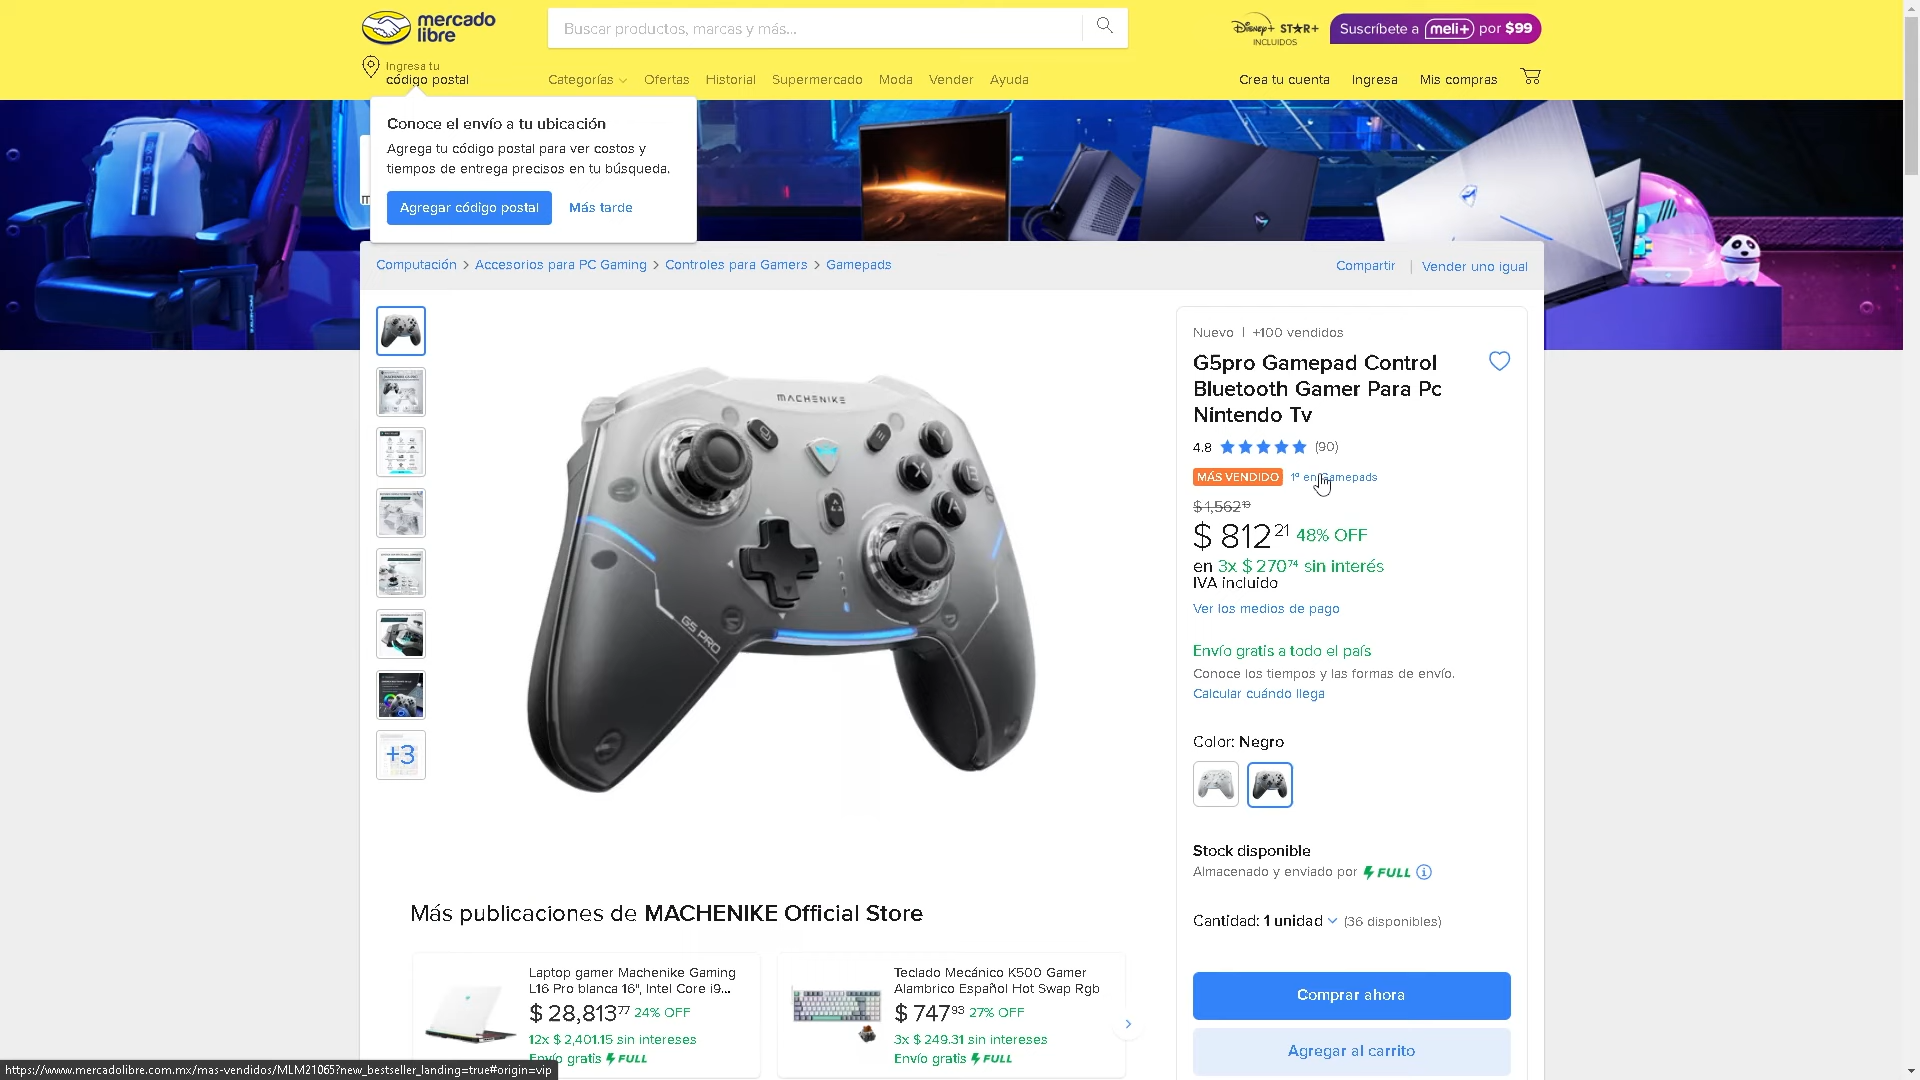 mercado
libre
Buscar productos, marcas y más...
Disney+ STAR+
INCLUIDOS
Suscríbete a meli+ por $99
Ingresa tu
código postal
Categorías
Ofertas
Historial
Supermercado
Moda
Vender
Ayuda
Crea tu cuenta
Ingresa
Mis compras
Conoce el envío a tu ubicación
Agrega tu código postal para ver costos y
tiempos de entrega precisos en tu búsqueda.
Agregar código postal
Más tarde
Computación > Accesorios para PC Gaming > Controles para Gamers > Gamepads
Compartir | Vender uno igual
MACHENIKE
Y
X
B
A
G5 PRO
+3
Nuevo | +100 vendidos
G5pro Gamepad Control
Bluetooth Gamer Para Pc
Nintendo Tv
4.8 (90)
MÁS VENDIDO 1º en Gamepads
$ 1,562
$ 812 21 48% OFF
en 3x $ 270 74 sin interés
IVA incluido
Ver los medios de pago
Envío gratis a todo el país
Conoce los tiempos y las formas de envío.
Calcular cuándo llega
Color: Negro
Stock disponible
Almacenado y enviado por FULL
Cantidad: 1 unidad (36 disponibles)
Comprar ahora
Agregar al carrito
Más publicaciones de MACHENIKE Official Store
Laptop gamer Machenike Gaming
L16 Pro blanca 16", Intel Core i9...
$ 28,813 77 24% OFF
12x $ 2,401.15 sin intereses
Envío gratis FULL
Teclado Mecánico K500 Gamer
Alambrico Español Hot Swap Rgb
$ 747 93 27% OFF
3x $ 249.31 sin intereses
Envío gratis FULL
https://www.mercadolibre.com.mx/mas-vendidos/MLM21065?new_bestseller_landing=true#origin=vip